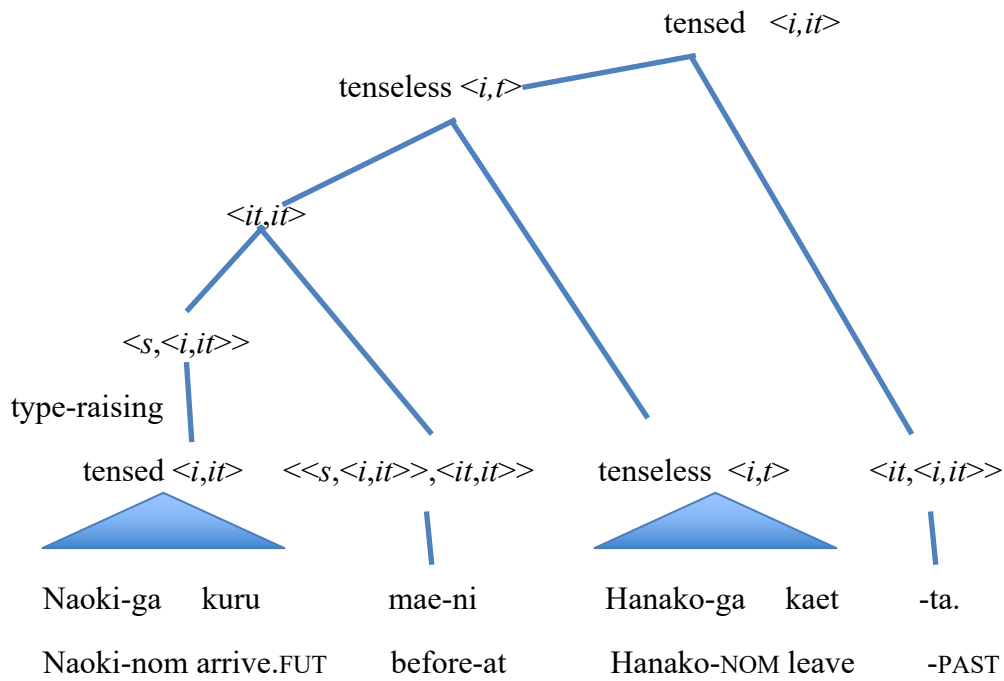 tensed <i,it>
tenseless <i,t>
<it,it>
<s,<i,it>>
type-raising
tensed <i,it> <<s,<i,it>>,<it,it>> tenseless <i,t> <it,<i,it>>
Naoki-ga kuru mae-ni Hanako-ga kaet -ta.
Naoki-nom arrive.FUT before-at Hanako-NOM leave -PAST